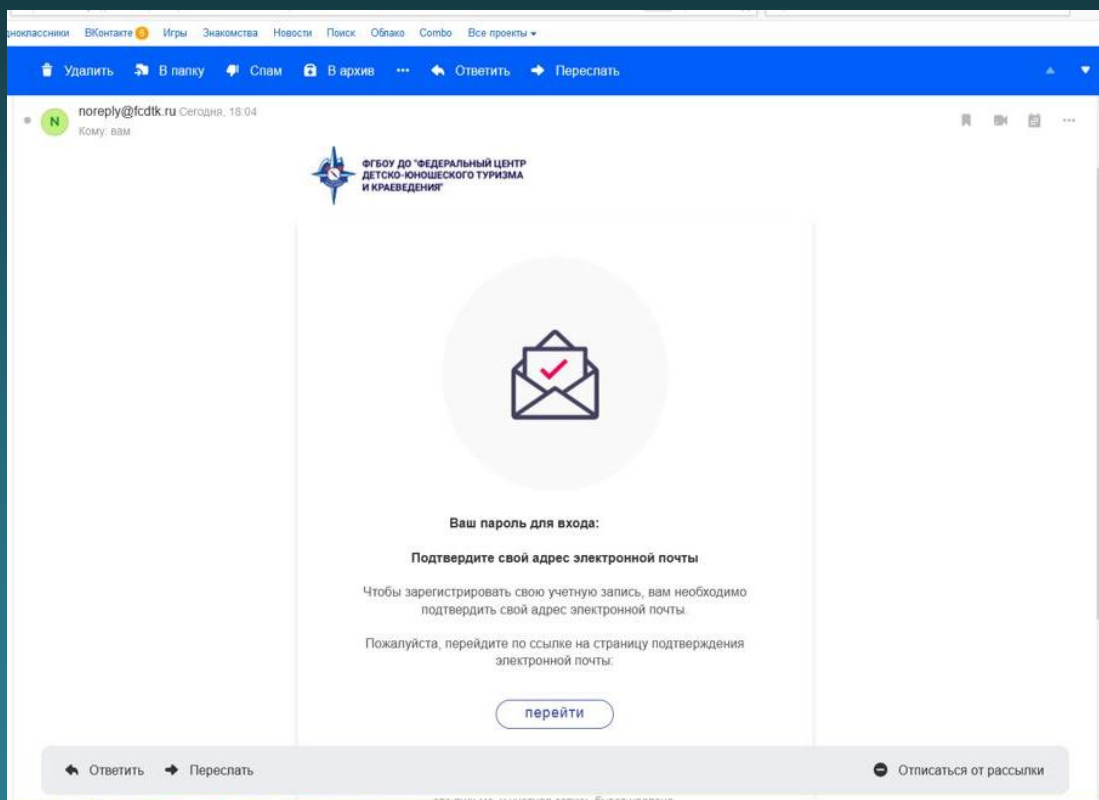 ВКонтакте 6 Игры Знакомства Новости Поиск Облако Combo Все проекты
Удалить В папку Спам В архив ... Ответить Переслать
N noreply@fcdtk.ru Сегодня, 18:04
Кому: вам
ФГБОУ ДО "ФЕДЕРАЛЬНЫЙ ЦЕНТР
ДЕТСКО-ЮНОШЕСКОГО ТУРИЗМА
И КРАЕВЕДЕНИЯ"
Ваш пароль для входа:
Подтвердите свой адрес электронной почты
Чтобы зарегистрировать свою учетную запись, вам необходимо
подтвердить свой адрес электронной почты.
Пожалуйста, перейдите по ссылке на страницу подтверждения
электронной почты:
перейти
Ответить Переслать Отписаться от рассылки